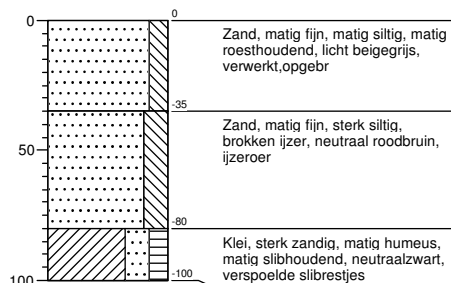 0
0
Zand, matig fijn, matig siltig, matig
roesthoudend, licht beigegrijs,
verwerkt,opgebr
-35
Zand, matig fijn, sterk siltig,
brokken ijzer, neutraal roodbruin,
ijzeroer
50
-80
Klei, sterk zandig, matig humeus,
matig slibhoudend, neutraalzwart,
verspoelde slibrestjes
100
-100